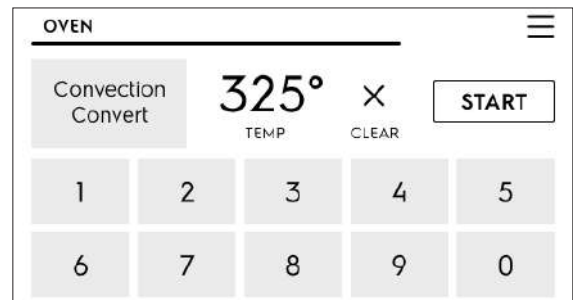 OVEN
Convection
Convert
325°
TEMP
×
CLEAR
START
1 2 3 4 5
6 7 8 9 0